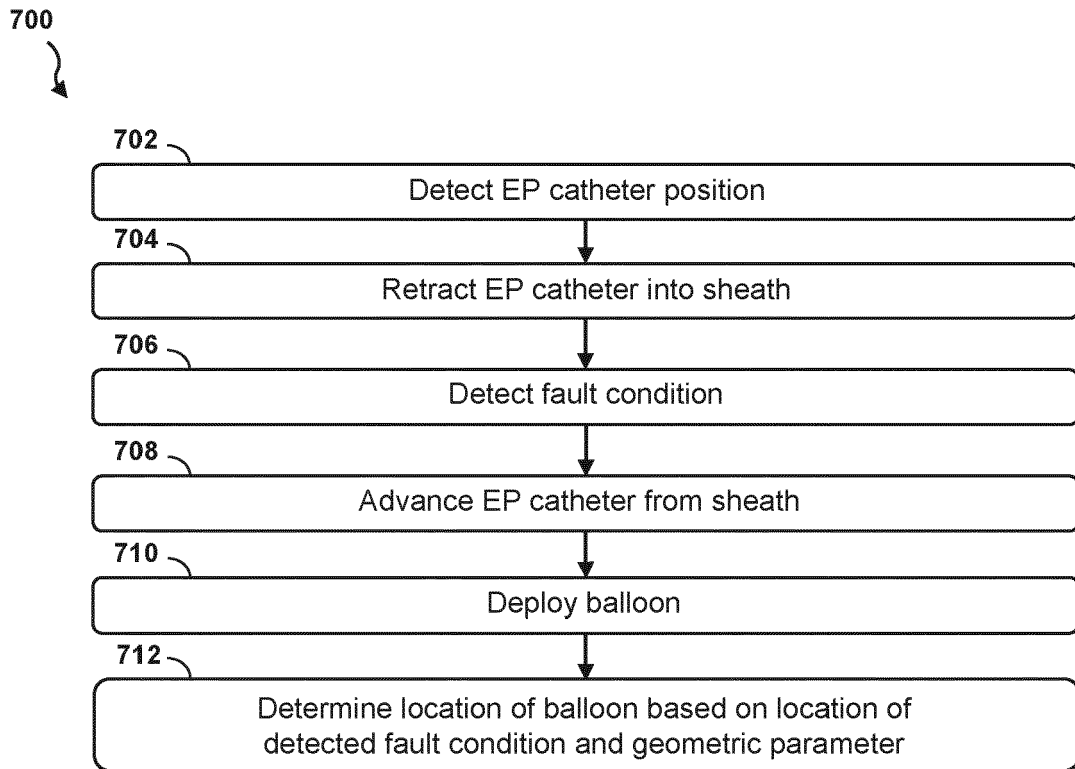 700
702
Detect EP catheter position
704
Retract EP catheter into sheath
706
Detect fault condition
708
Advance EP catheter from sheath
710
Deploy balloon
712
Determine location of balloon based on location of
detected fault condition and geometric parameter